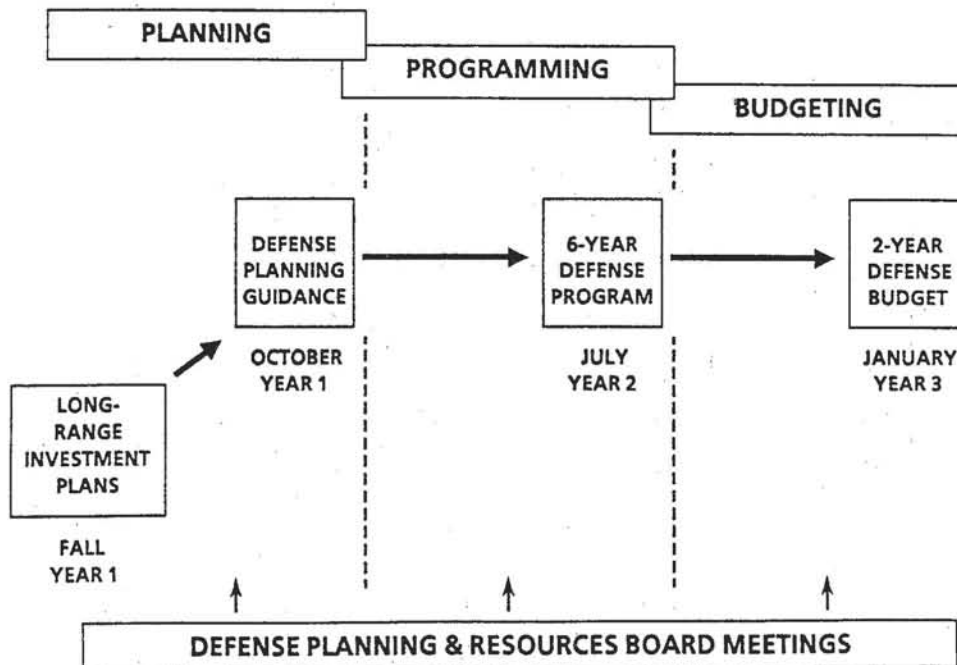 PLANNING
PROGRAMMING
BUDGETING
DEFENSE
PLANNING
GUIDANCE
6-YEAR
DEFENSE
PROGRAM
2-YEAR
DEFENSE
BUDGET
OCTOBER
YEAR 1
JULY
YEAR 2
JANUARY
YEAR 3
LONG-
RANGE
INVESTMENT
PLANS
FALL
YEAR 1
DEFENSE PLANNING & RESOURCES BOARD MEETINGS